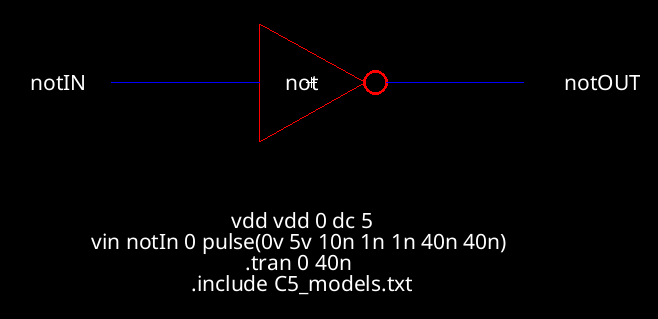 notIN
not
notOUT
vdd vdd 0 dc 5
vin notIn 0 pulse(0v 5v 10n 1n 1n 40n 40n)
.tran 0 40n
.include C5_models.txt